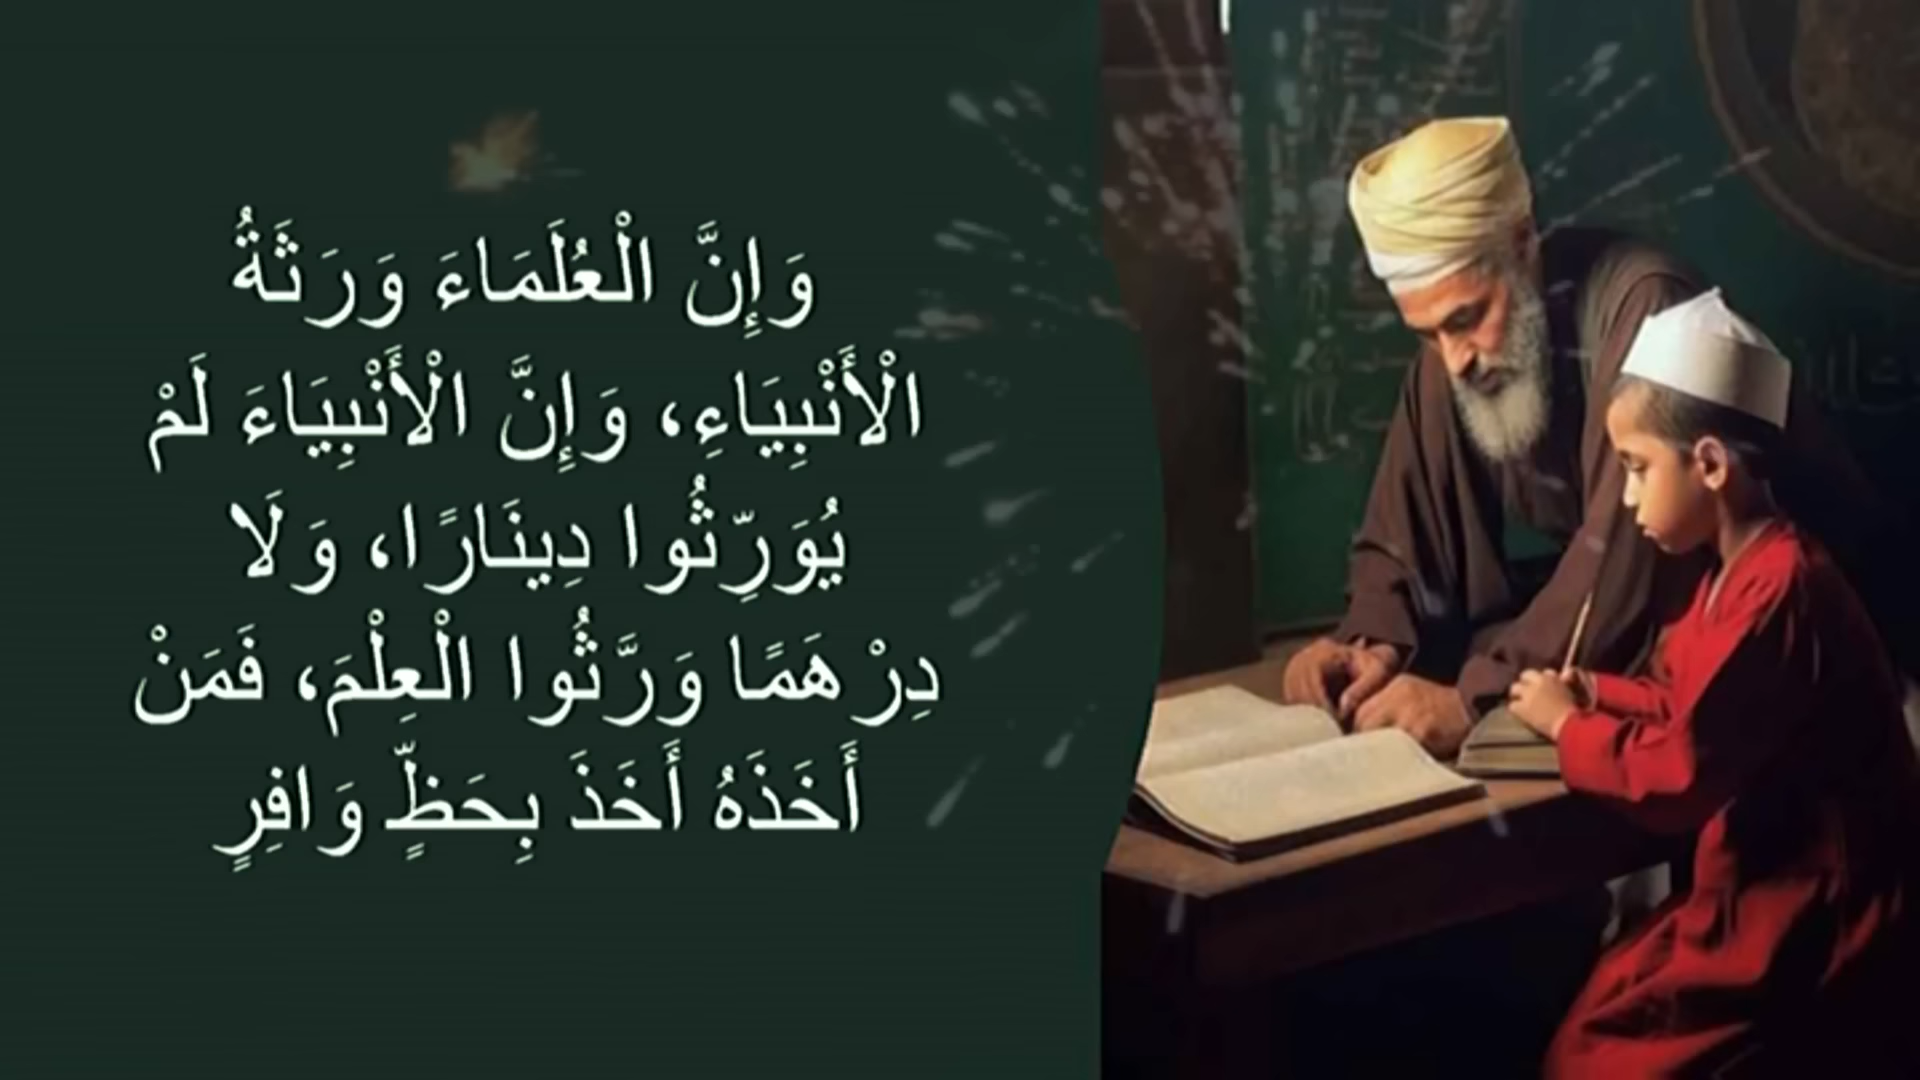 وَإِنَّ الْعُلَمَاءَ وَرَثَةُ
الْأَنْبِيَاءِ، وَإِنَّ الْأَنْبِيَاءَ لَمْ
يُوَرِّثُوا دِينَارًا، وَلَا
دِرْهَمًا وَرَّثُوا الْعِلْمَ، فَمَنْ
أَخَذَهُ أَخَذَ بِحَظٍّ وَافِرٍ